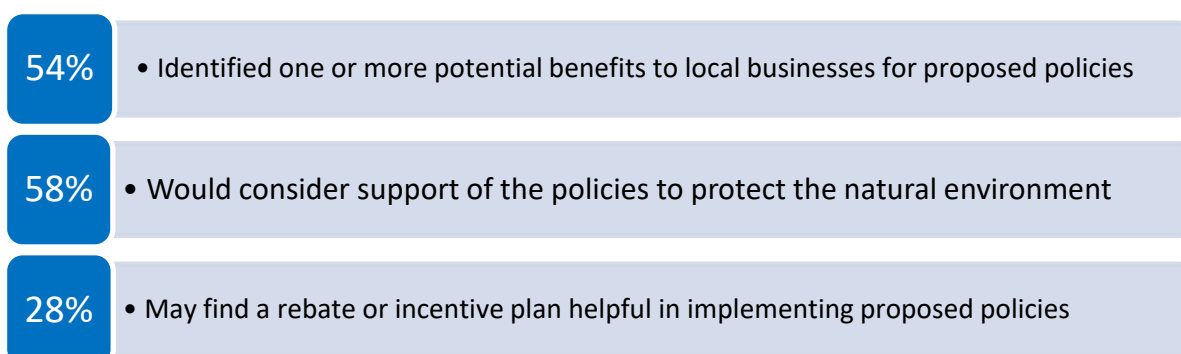 54% • Identified one or more potential benefits to local businesses for proposed policies
58% • Would consider support of the policies to protect the natural environment
28% • May find a rebate or incentive plan helpful in implementing proposed policies